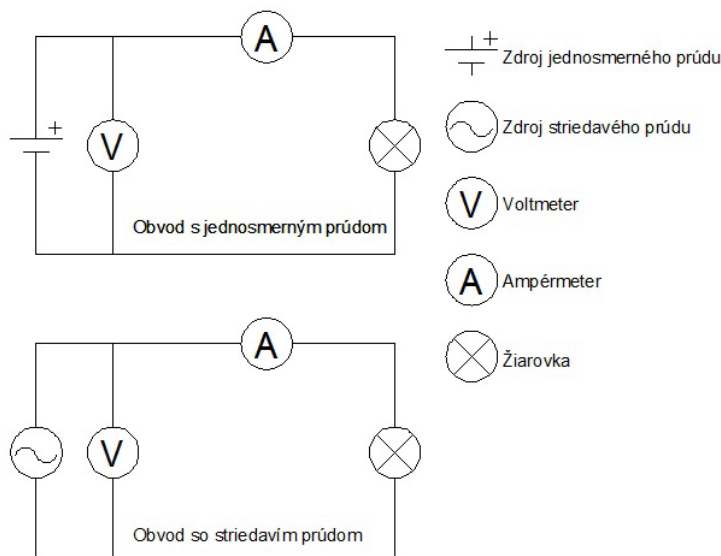 A
+
V
Obvod s jednosmerným prúdom
+
Zdroj jednosmerného prúdu
Zdroj striedavého prúdu
V
Voltmeter
A
Ampérmeter
Žiarovka
A
V
Obvod so striedavím prúdom